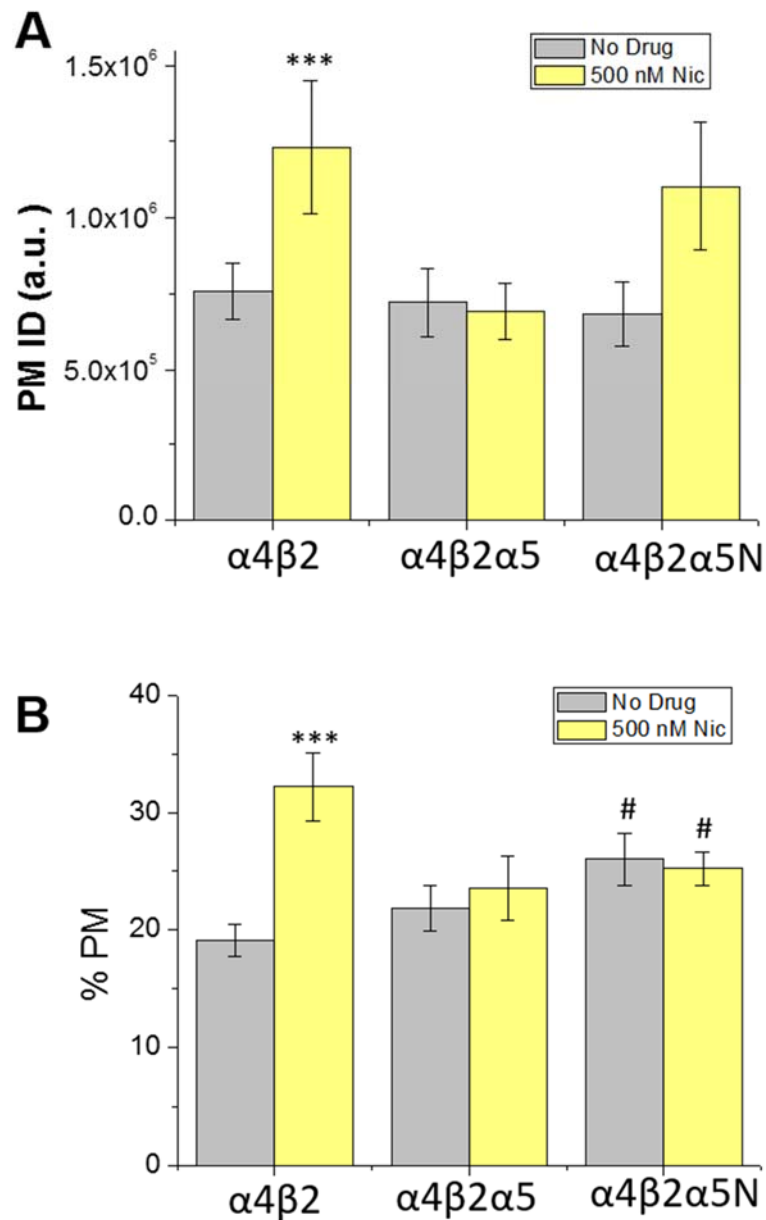 A
No Drug
500 nM Nic
***
PM ID (a.u. )
1.5x10⁶
1.0x10⁶
5.0x10⁵
0.0
α4β2
α4β2α5
α4β2α5N
B
No Drug
500 nM Nic
***
#
#
% PM
40
30
20
10
0
α4β2
α4β2α5
α4β2α5N